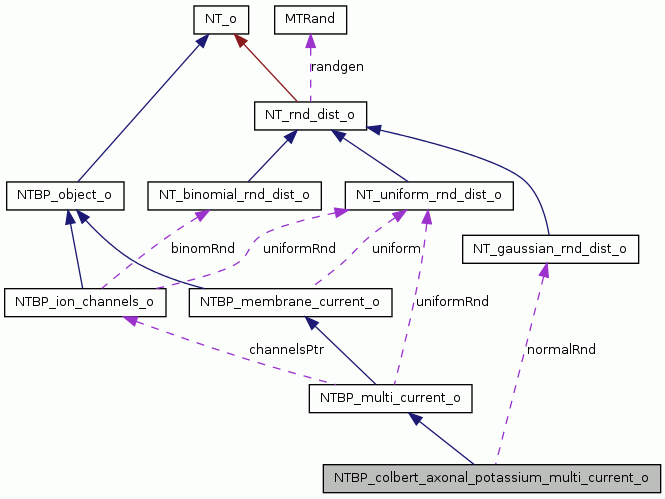 NT_o
MTRand
randgen
NT_rnd_dist_o
NTBP_object_o
NT_binomial_rnd_dist_o
NT_uniform_rnd_dist_o
NT_gaussian_rnd_dist_o
binomRnd
uniformRnd
uniform
NTBP_ion_channels_o
NTBP_membrane_current_o
uniformRnd
channelsPtr
normalRnd
NTBP_multi_current_o
NTBP_colbert_axonal_potassium_multi_current_o